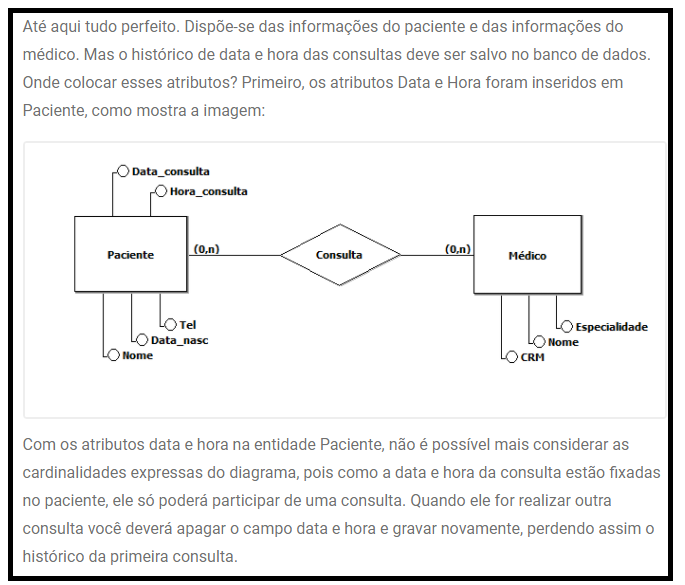 Até aqui tudo perfeito. Dispõe-se das informações do paciente e das informações do
médico. Mas o histórico de data e hora das consultas deve ser salvo no banco de dados.
Onde colocar esses atributos? Primeiro, os atributos Data e Hora foram inseridos em
Paciente, como mostra a imagem:
Data_consulta
Hora_consulta
Paciente
(0,n)
Consulta
(0,n)
Médico
Tel
Data_nasc
Nome
Especialidade
Nome
CRM
Com os atributos data e hora na entidade Paciente, não é possível mais considerar as
cardinalidades expressas do diagrama, pois como a data e hora da consulta estão fixadas
no paciente, ele só poderá participar de uma consulta. Quando ele for realizar outra
consulta você deverá apagar o campo data e hora e gravar novamente, perdendo assim o
histórico da primeira consulta.